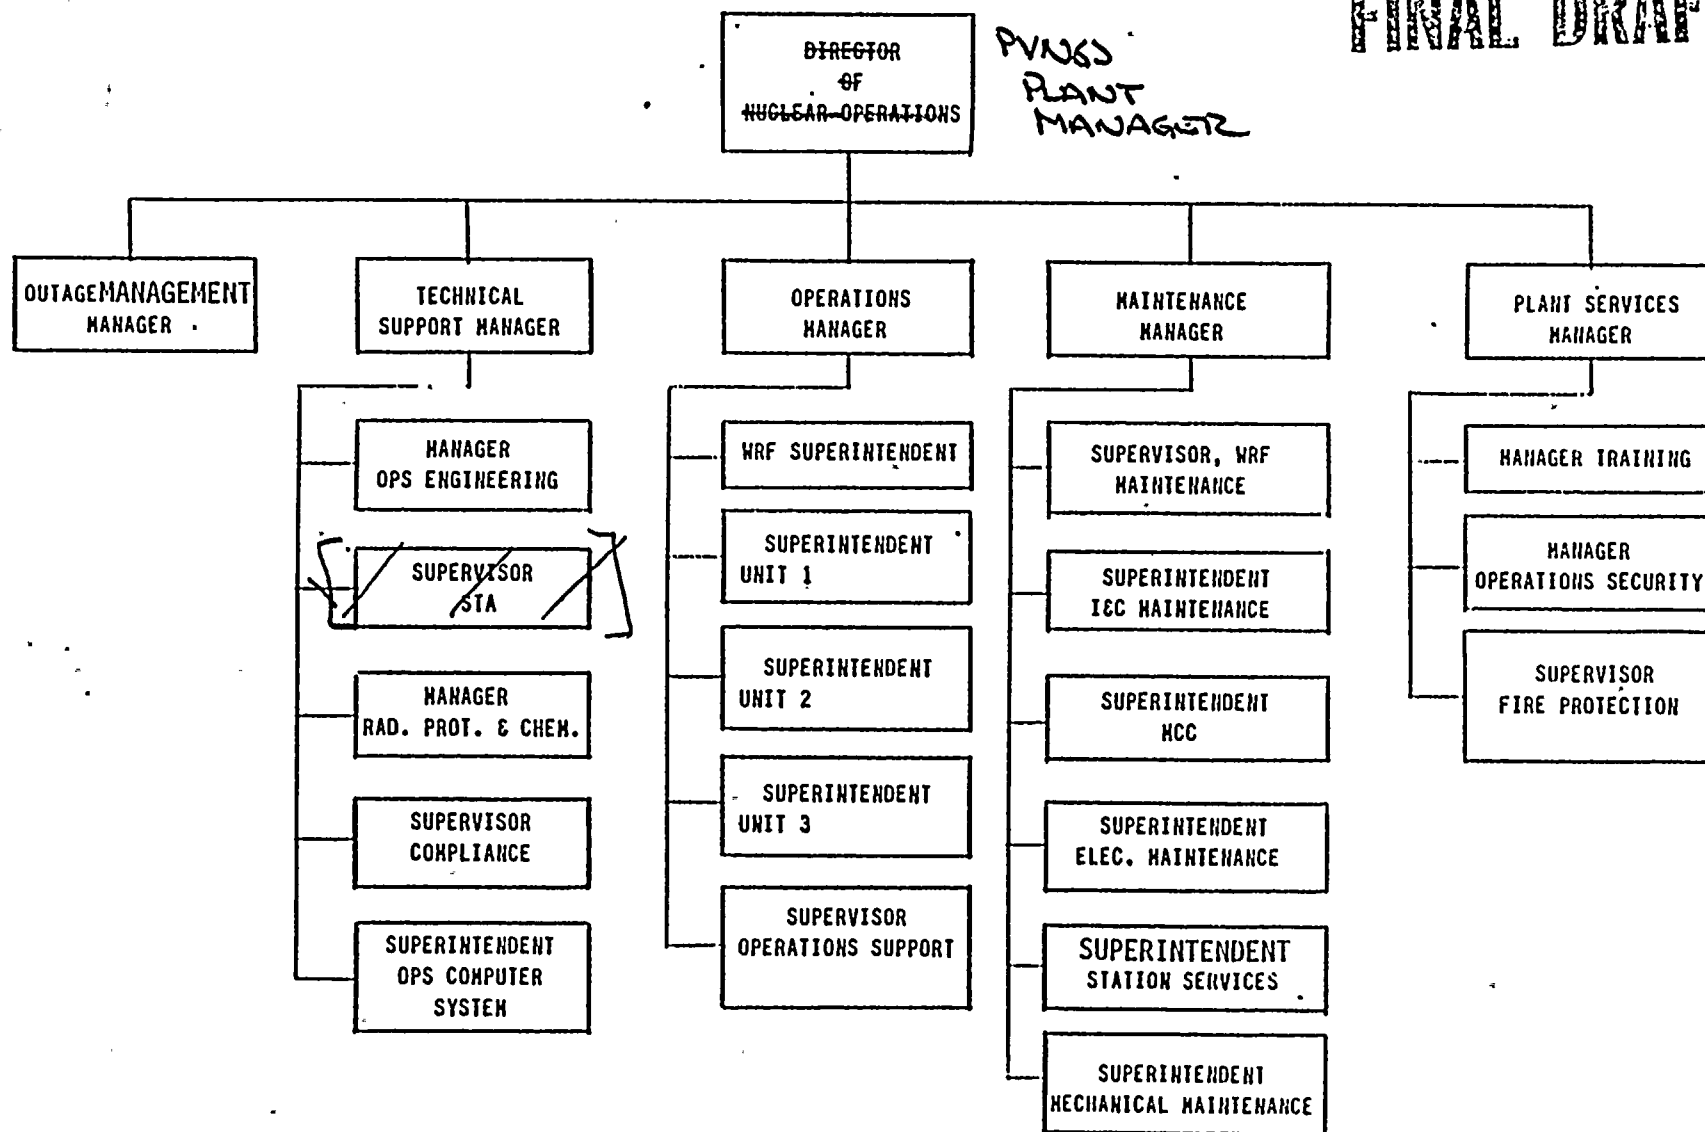 FINAL DRAF
DIRECTOR
OF
NUCLEAR OPERATIONS
PVNGS
PLANT
MANAGER
OUTAGE MANAGEMENT
MANAGER
TECHNICAL
SUPPORT MANAGER
OPERATIONS
MANAGER
MAINTENANCE
MANAGER
PLANT SERVICES
MANAGER
MANAGER
OPS ENGINEERING
SUPERVISOR
STA
MANAGER
RAD. PROT. & CHEM.
SUPERVISOR
COMPLIANCE
SUPERINTENDENT
OPS COMPUTER
SYSTEM
WRF SUPERINTENDENT
SUPERINTENDENT
UNIT 1
SUPERINTENDENT
UNIT 2
SUPERINTENDENT
UNIT 3
SUPERVISOR
OPERATIONS SUPPORT
SUPERVISOR, WRF
MAINTENANCE
SUPERINTENDENT
I&C MAINTENANCE
SUPERINTENDENT
MCC
SUPERINTENDENT
ELEC. MAINTENANCE
SUPERINTENDENT
STATION SERVICES
SUPERINTENDENT
MECHANICAL MAINTENANCE
MANAGER TRAINING
MANAGER
OPERATIONS SECURITY
SUPERVISOR
FIRE PROTECTION